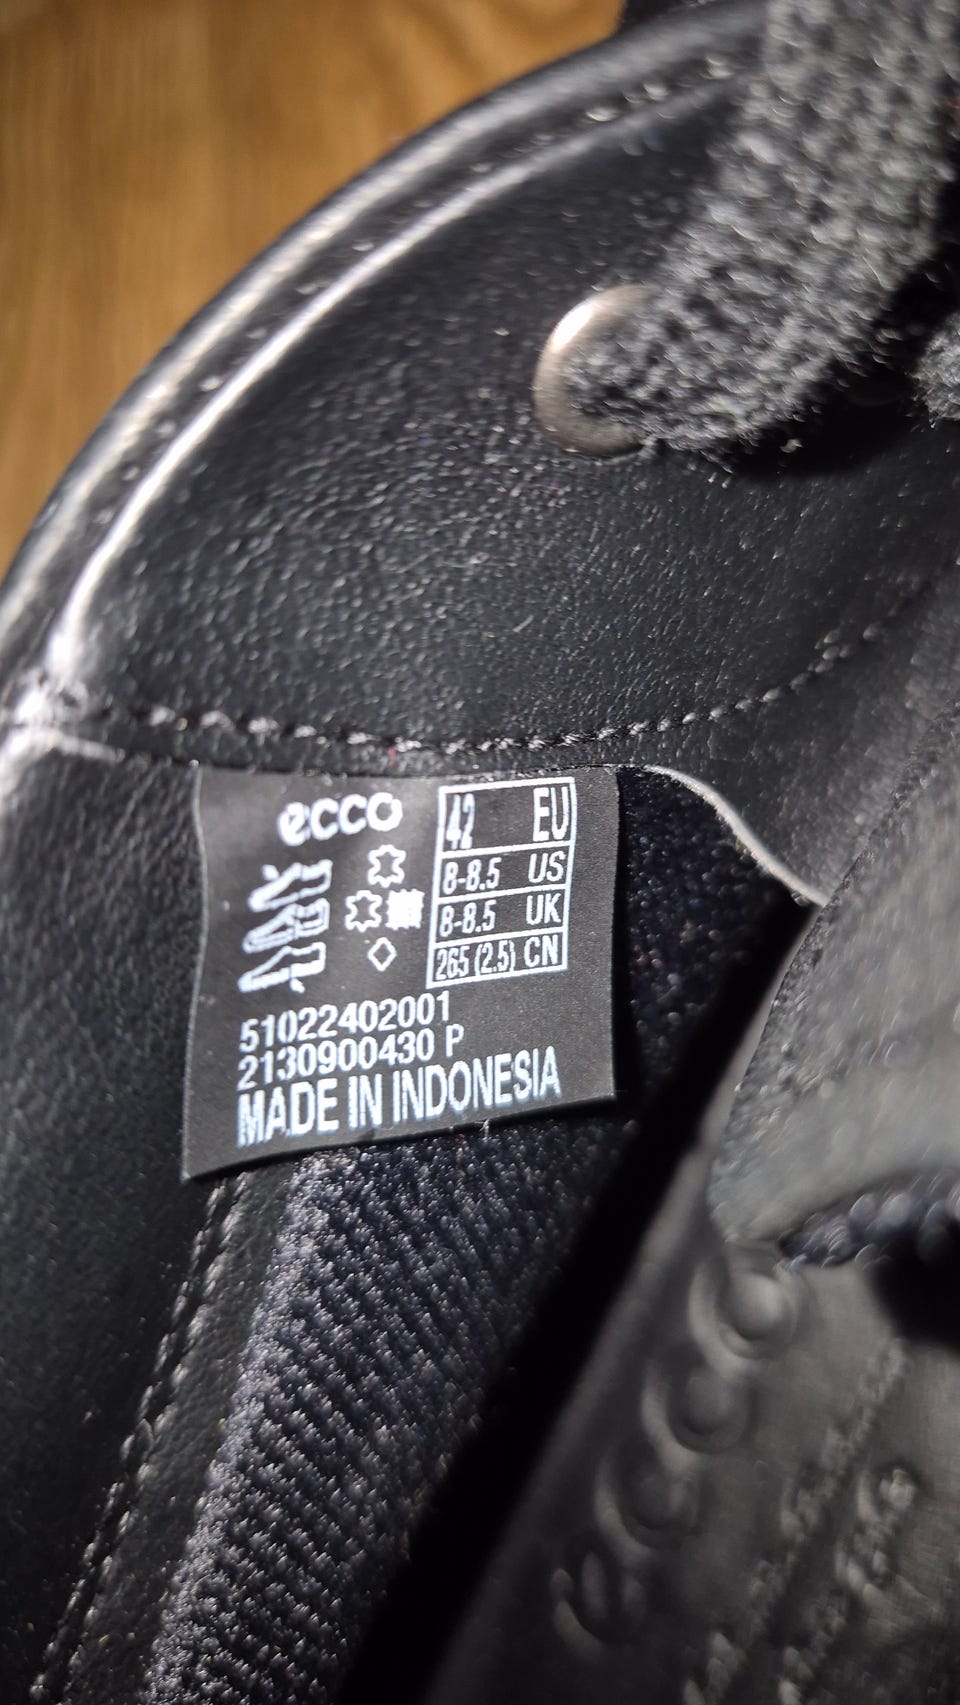 ecco
42 EU
8-8.5 US
8-8.5 UK
265 (2.5) CN
51022402001
2130900430 P
MADE IN INDONESIA
ecco